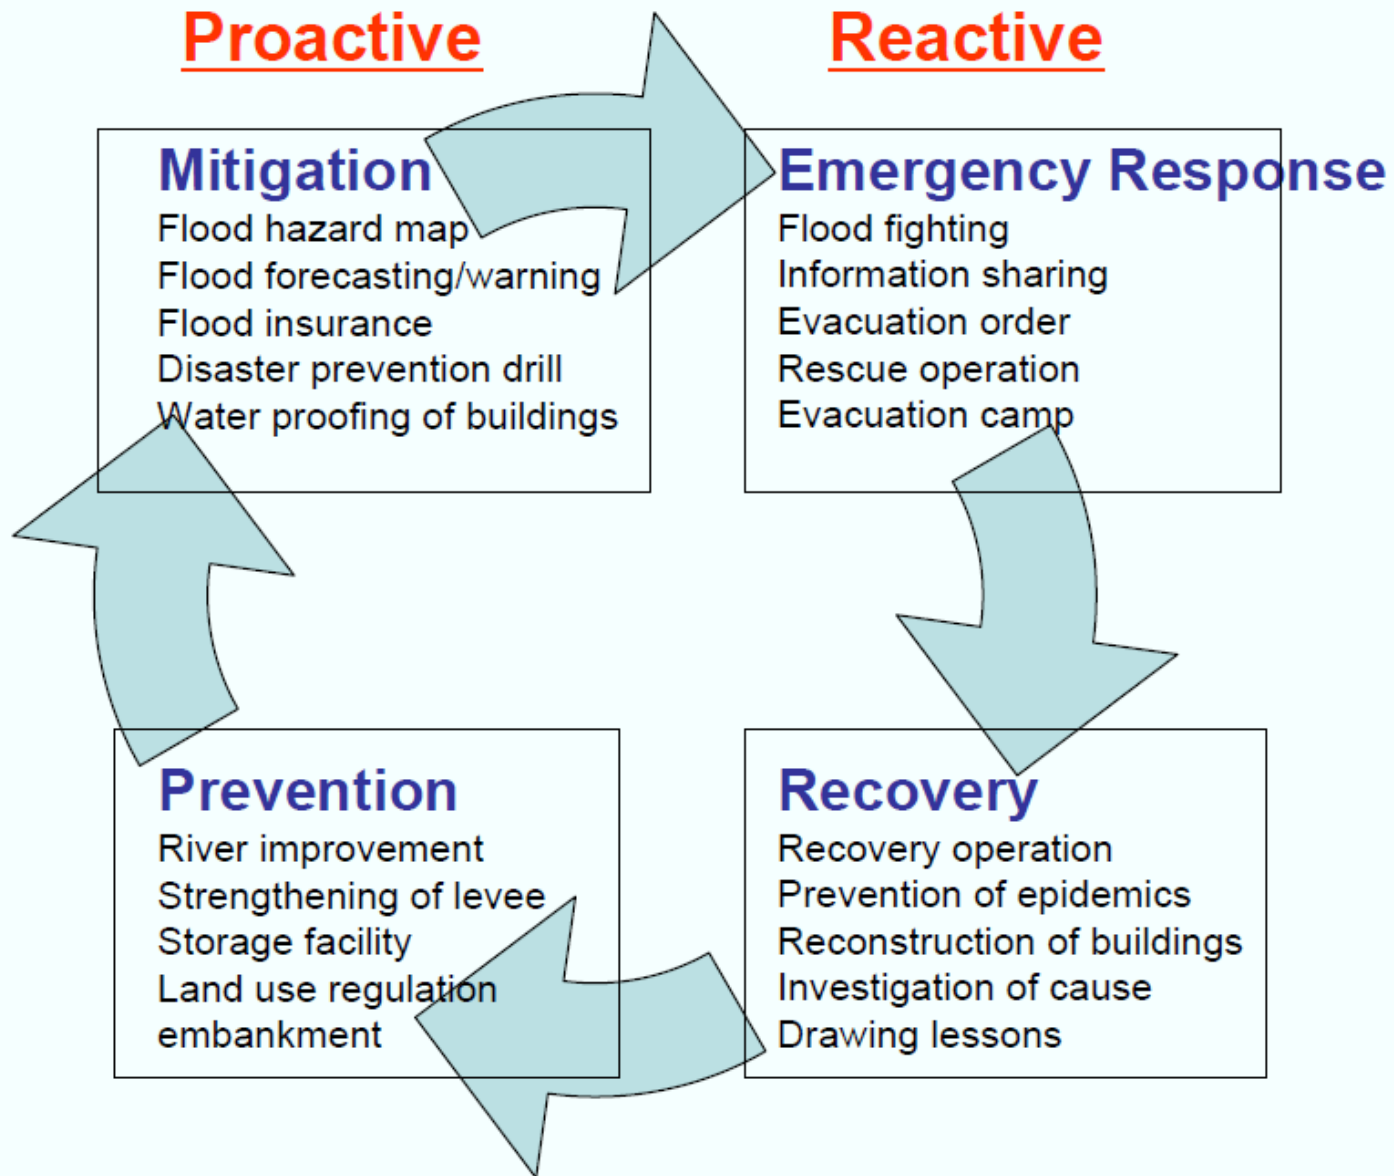 Proactive
Reactive
Mitigation
Flood hazard map
Flood forecasting/warning
Flood insurance
Disaster prevention drill
Water proofing of buildings
Emergency Response
Flood fighting
Information sharing
Evacuation order
Rescue operation
Evacuation camp
Prevention
River improvement
Strengthening of levee
Storage facility
Land use regulation
embankment
Recovery
Recovery operation
Prevention of epidemics
Reconstruction of buildings
Investigation of cause
Drawing lessons